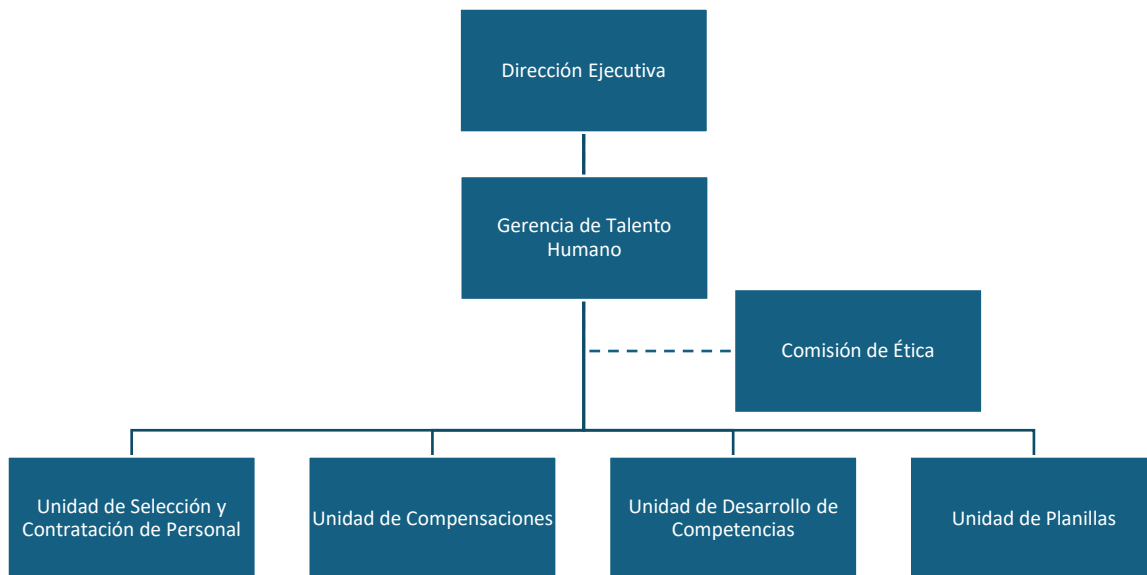 Dirección Ejecutiva
Gerencia de Talento
Humano
Comisión de Ética
Unidad de Selección y
Contratación de Personal
Unidad de Compensaciones
Unidad de Desarrollo de
Competencias
Unidad de Planillas